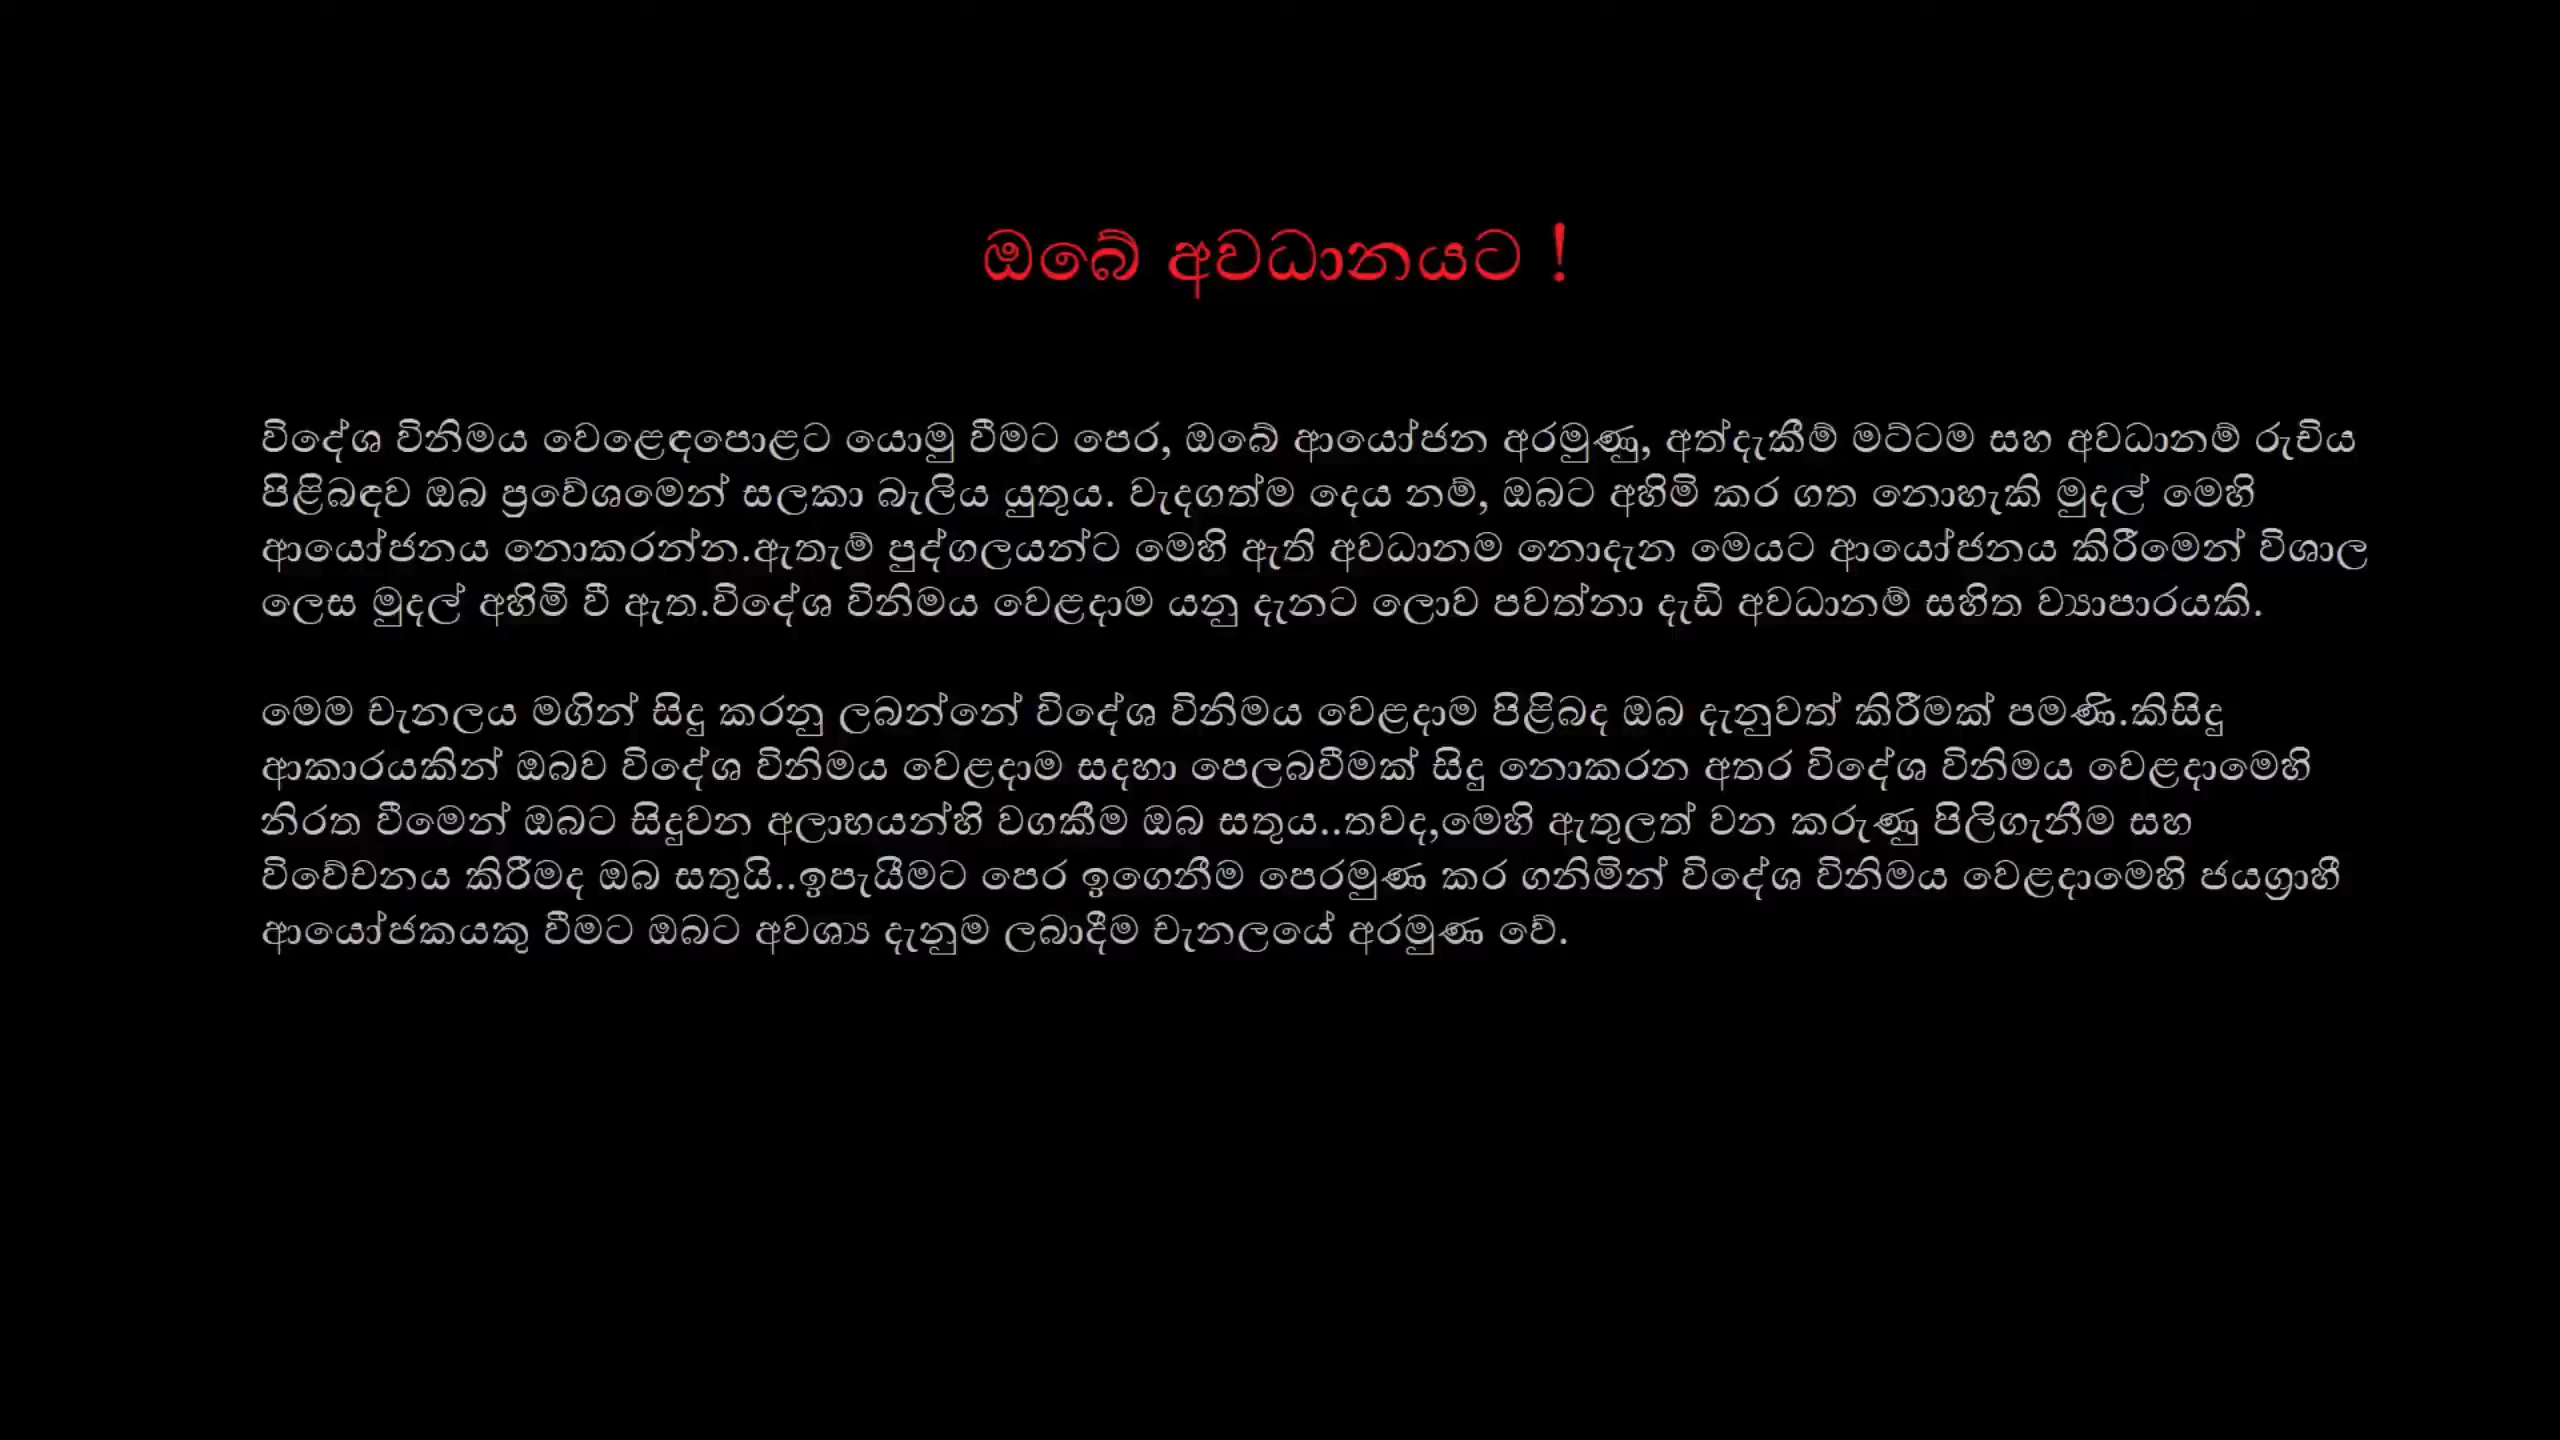 ඔබේ අවධානයට !
විදේශ විනිමය වෙළෙඳපොළට යොමු වීමට පෙර, ඔබේ ආයෝජන අරමුණු, අත්දැකීම් මට්ටම සහ අවධානම් රුචිය
පිළිබඳව ඔබ ප්‍රවේශමෙන් සලකා බැලිය යුතුය. වැදගත්ම දෙය නම්, ඔබට අහිමි කර ගත නොහැකි මුදල් මෙහි
ආයෝජනය නොකරන්න.ඇතැම් පුද්ගලයන්ට මෙහි ඇති අවධානම නොදැන මෙයට ආයෝජනය කිරීමෙන් විශාල
ලෙස මුදල් අහිමි වී ඇත.විදේශ විනිමය වෙළදාම යනු දැනට ලොව පවත්නා දැඩි අවධානම් සහිත ව්‍යාපාරයකි.
මෙම චැනලය මගින් සිදු කරනු ලබන්නේ විදේශ විනිමය වෙළදාම පිළිබද ඔබ දැනුවත් කිරීමක් පමණි.කිසිදු
ආකාරයකින් ඔබව විදේශ විනිමය වෙළදාම සදහා පෙලබවීමක් සිදු නොකරන අතර විදේශ විනිමය වෙළදාමෙහි
නිරත වීමෙන් ඔබට සිදුවන අලාභයන්හි වගකීම ඔබ සතුය..තවද,මෙහි ඇතුලත් වන කරුණු පිලිගැනීම සහ
විවේචනය කිරීමද ඔබ සතුයි..ඉපැයීමට පෙර ඉගෙනීම පෙරමුණ කර ගනිමින් විදේශ විනිමය වෙළදාමෙහි ජයග්‍රාහී
ආයෝජකයකු වීමට ඔබට අවශ්‍ය දැනුම ලබාදීම චැනලයේ අරමුණ වේ.